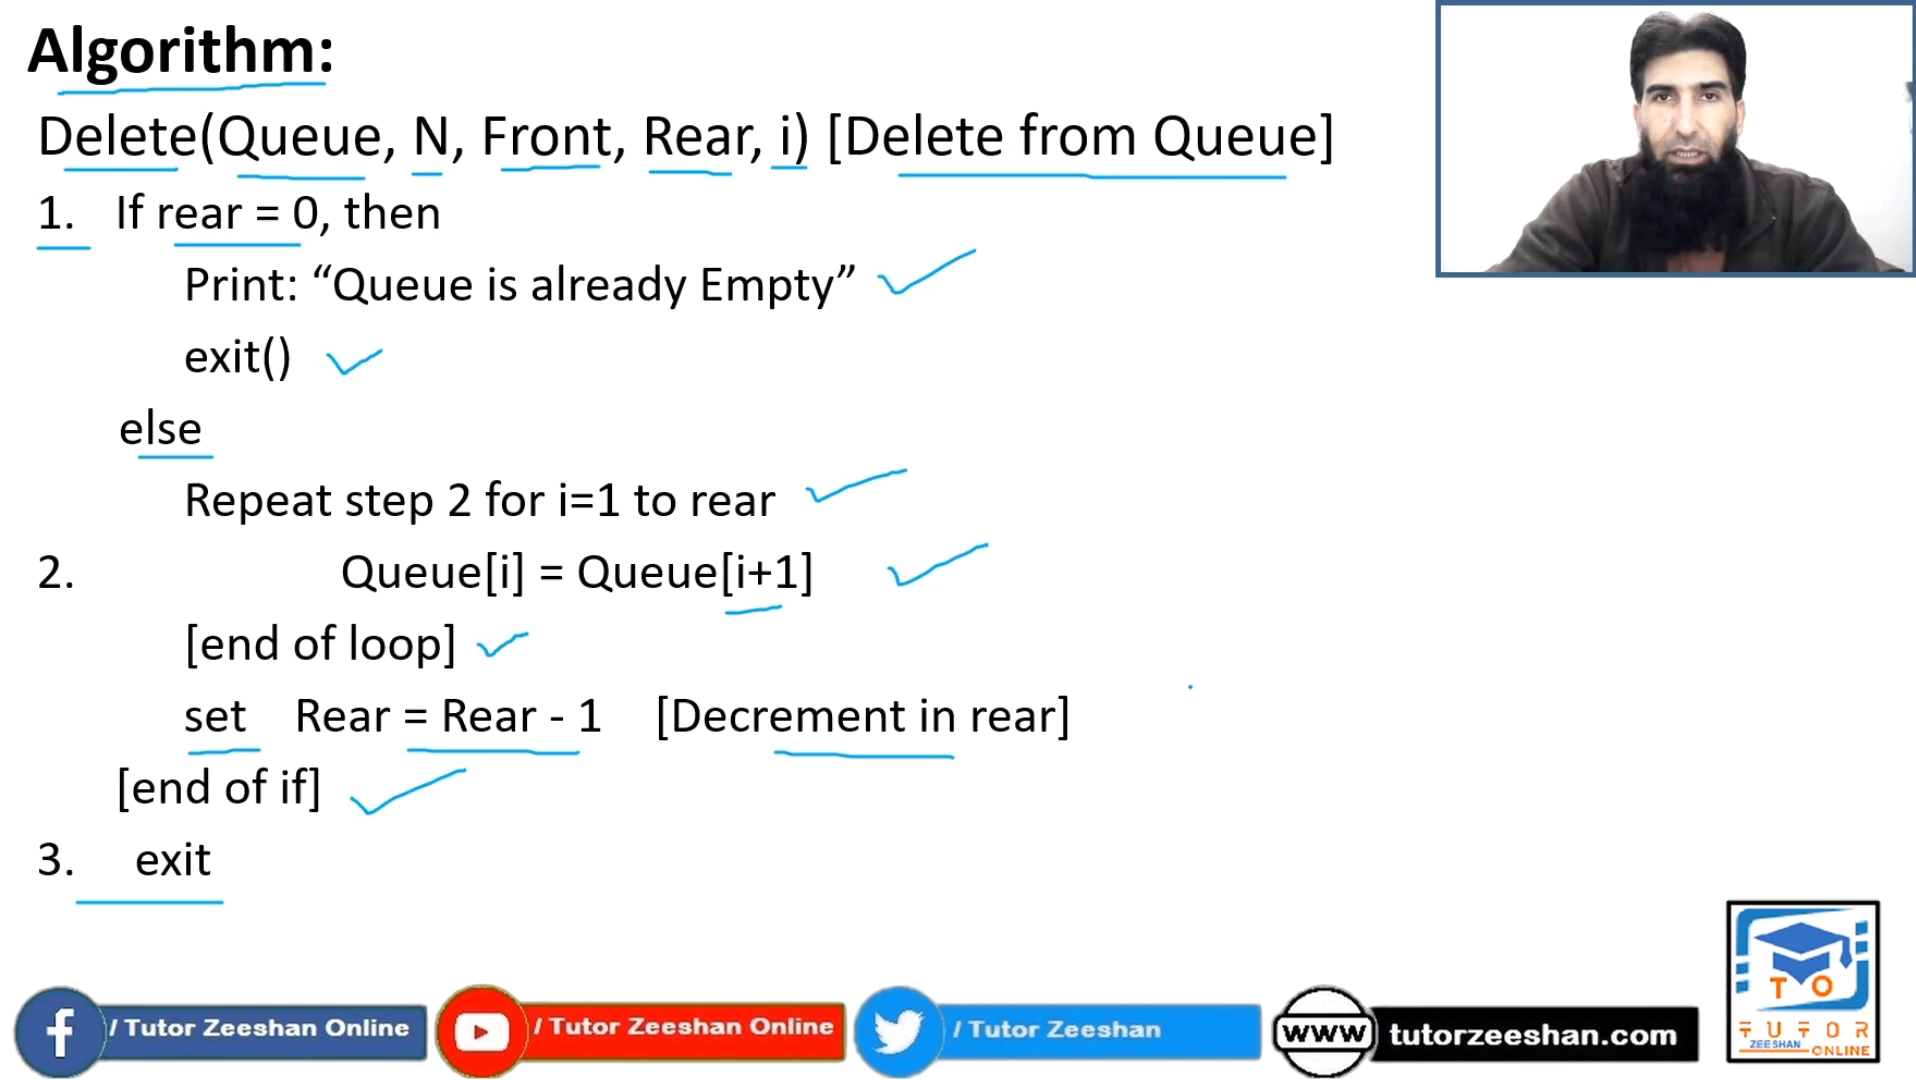 Algorithm:
Delete(Queue, N, Front, Rear, i) [Delete from Queue]
1. If rear = 0, then
Print: “Queue is already Empty”
exit()
else
Repeat step 2 for i=1 to rear
2. Queue[i] = Queue[i+1]
[end of loop]
set Rear = Rear - 1 [Decrement in rear]
[end of if]
3. exit
f / Tutor Zeeshan Online
/ Tutor Zeeshan Online
/ Tutor Zeeshan
www tutorzeeshan.com
T O
TUTOR
ZEESHAN ONLINE